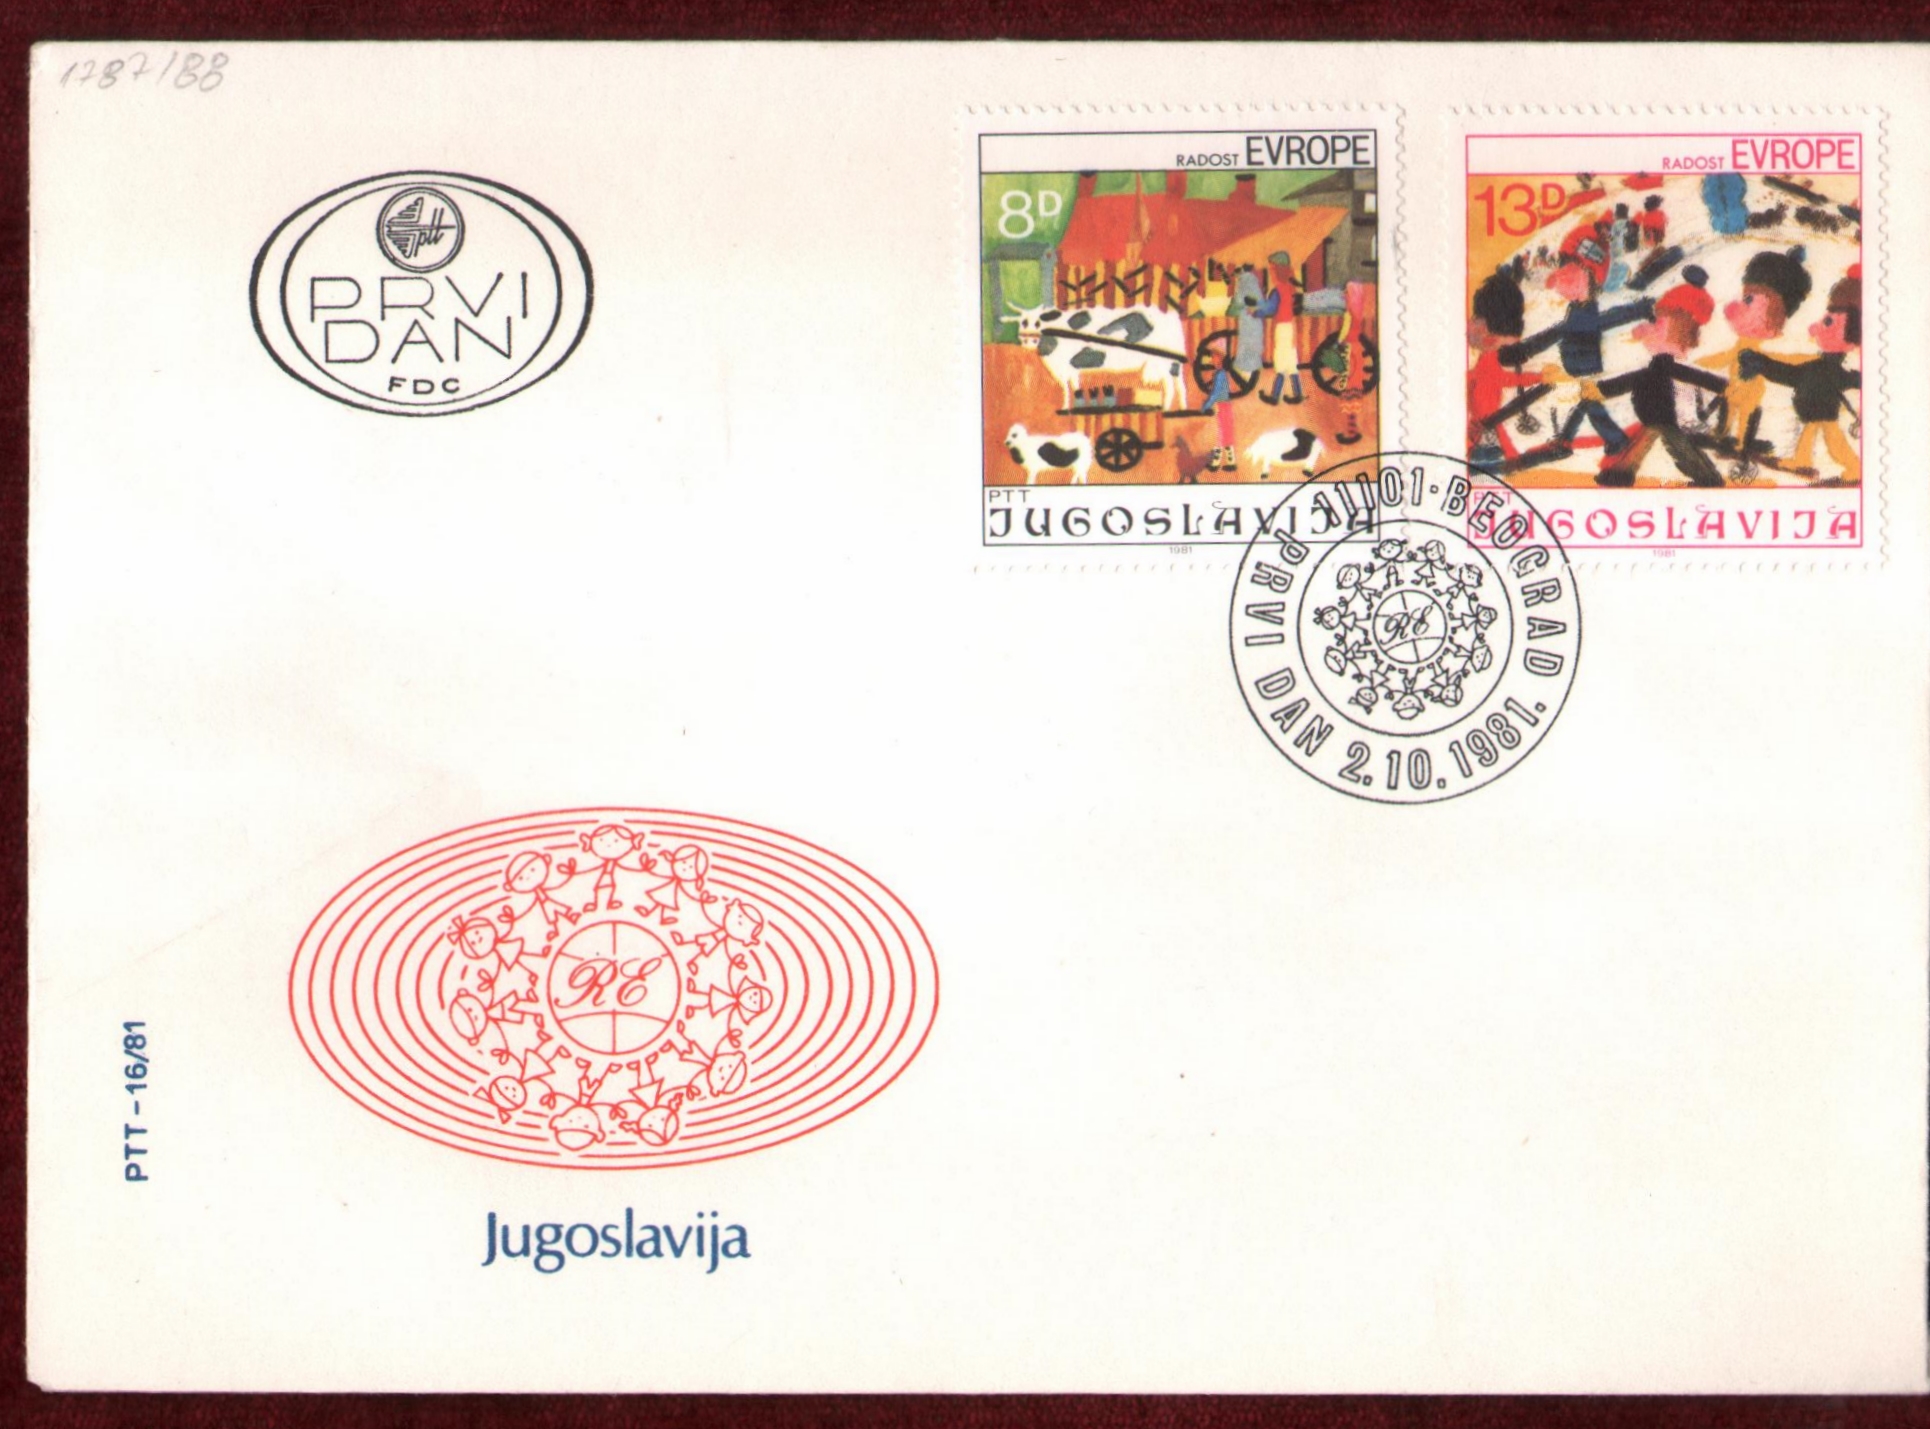 1787/88
ptt
PRVI
DAN
FDC
RADOST EVROPE
8D
PTT
JUGOSLAVIJA
1981
RADOST EVROPE
13D
PTT
JUGOSLAVIJA
1981
11101·BEOGRAD
PRVI DAN 2.10.1981.
RE
RE
PTT-16/81
Jugoslavija